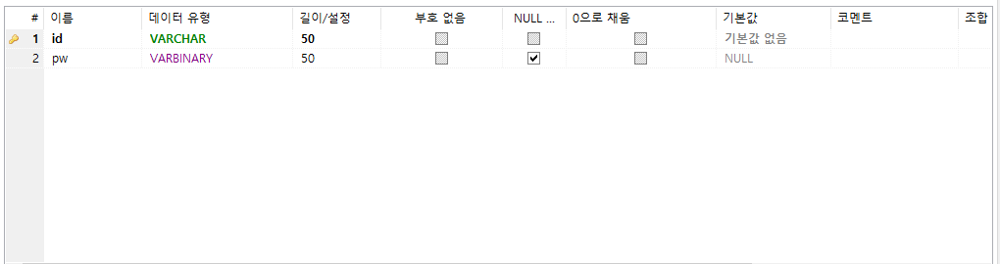 # 이름 데이터 유형 길이/설정 부호 없음 NULL ... 0으로 채움 기본값 코멘트 조합
1 id VARCHAR 50 기본값 없음
2 pw VARBINARY 50 NULL